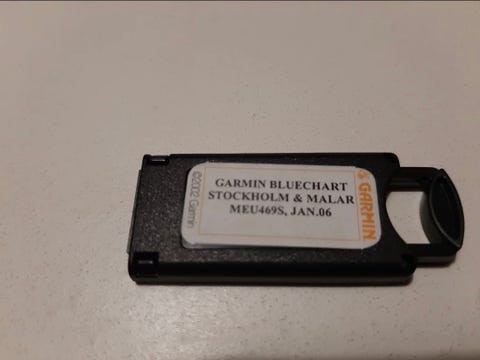 ©2002 Garmin
GARMIN BLUECHART
STOCKHOLM & MALAR
MEU469S, JAN.06
GARMIN